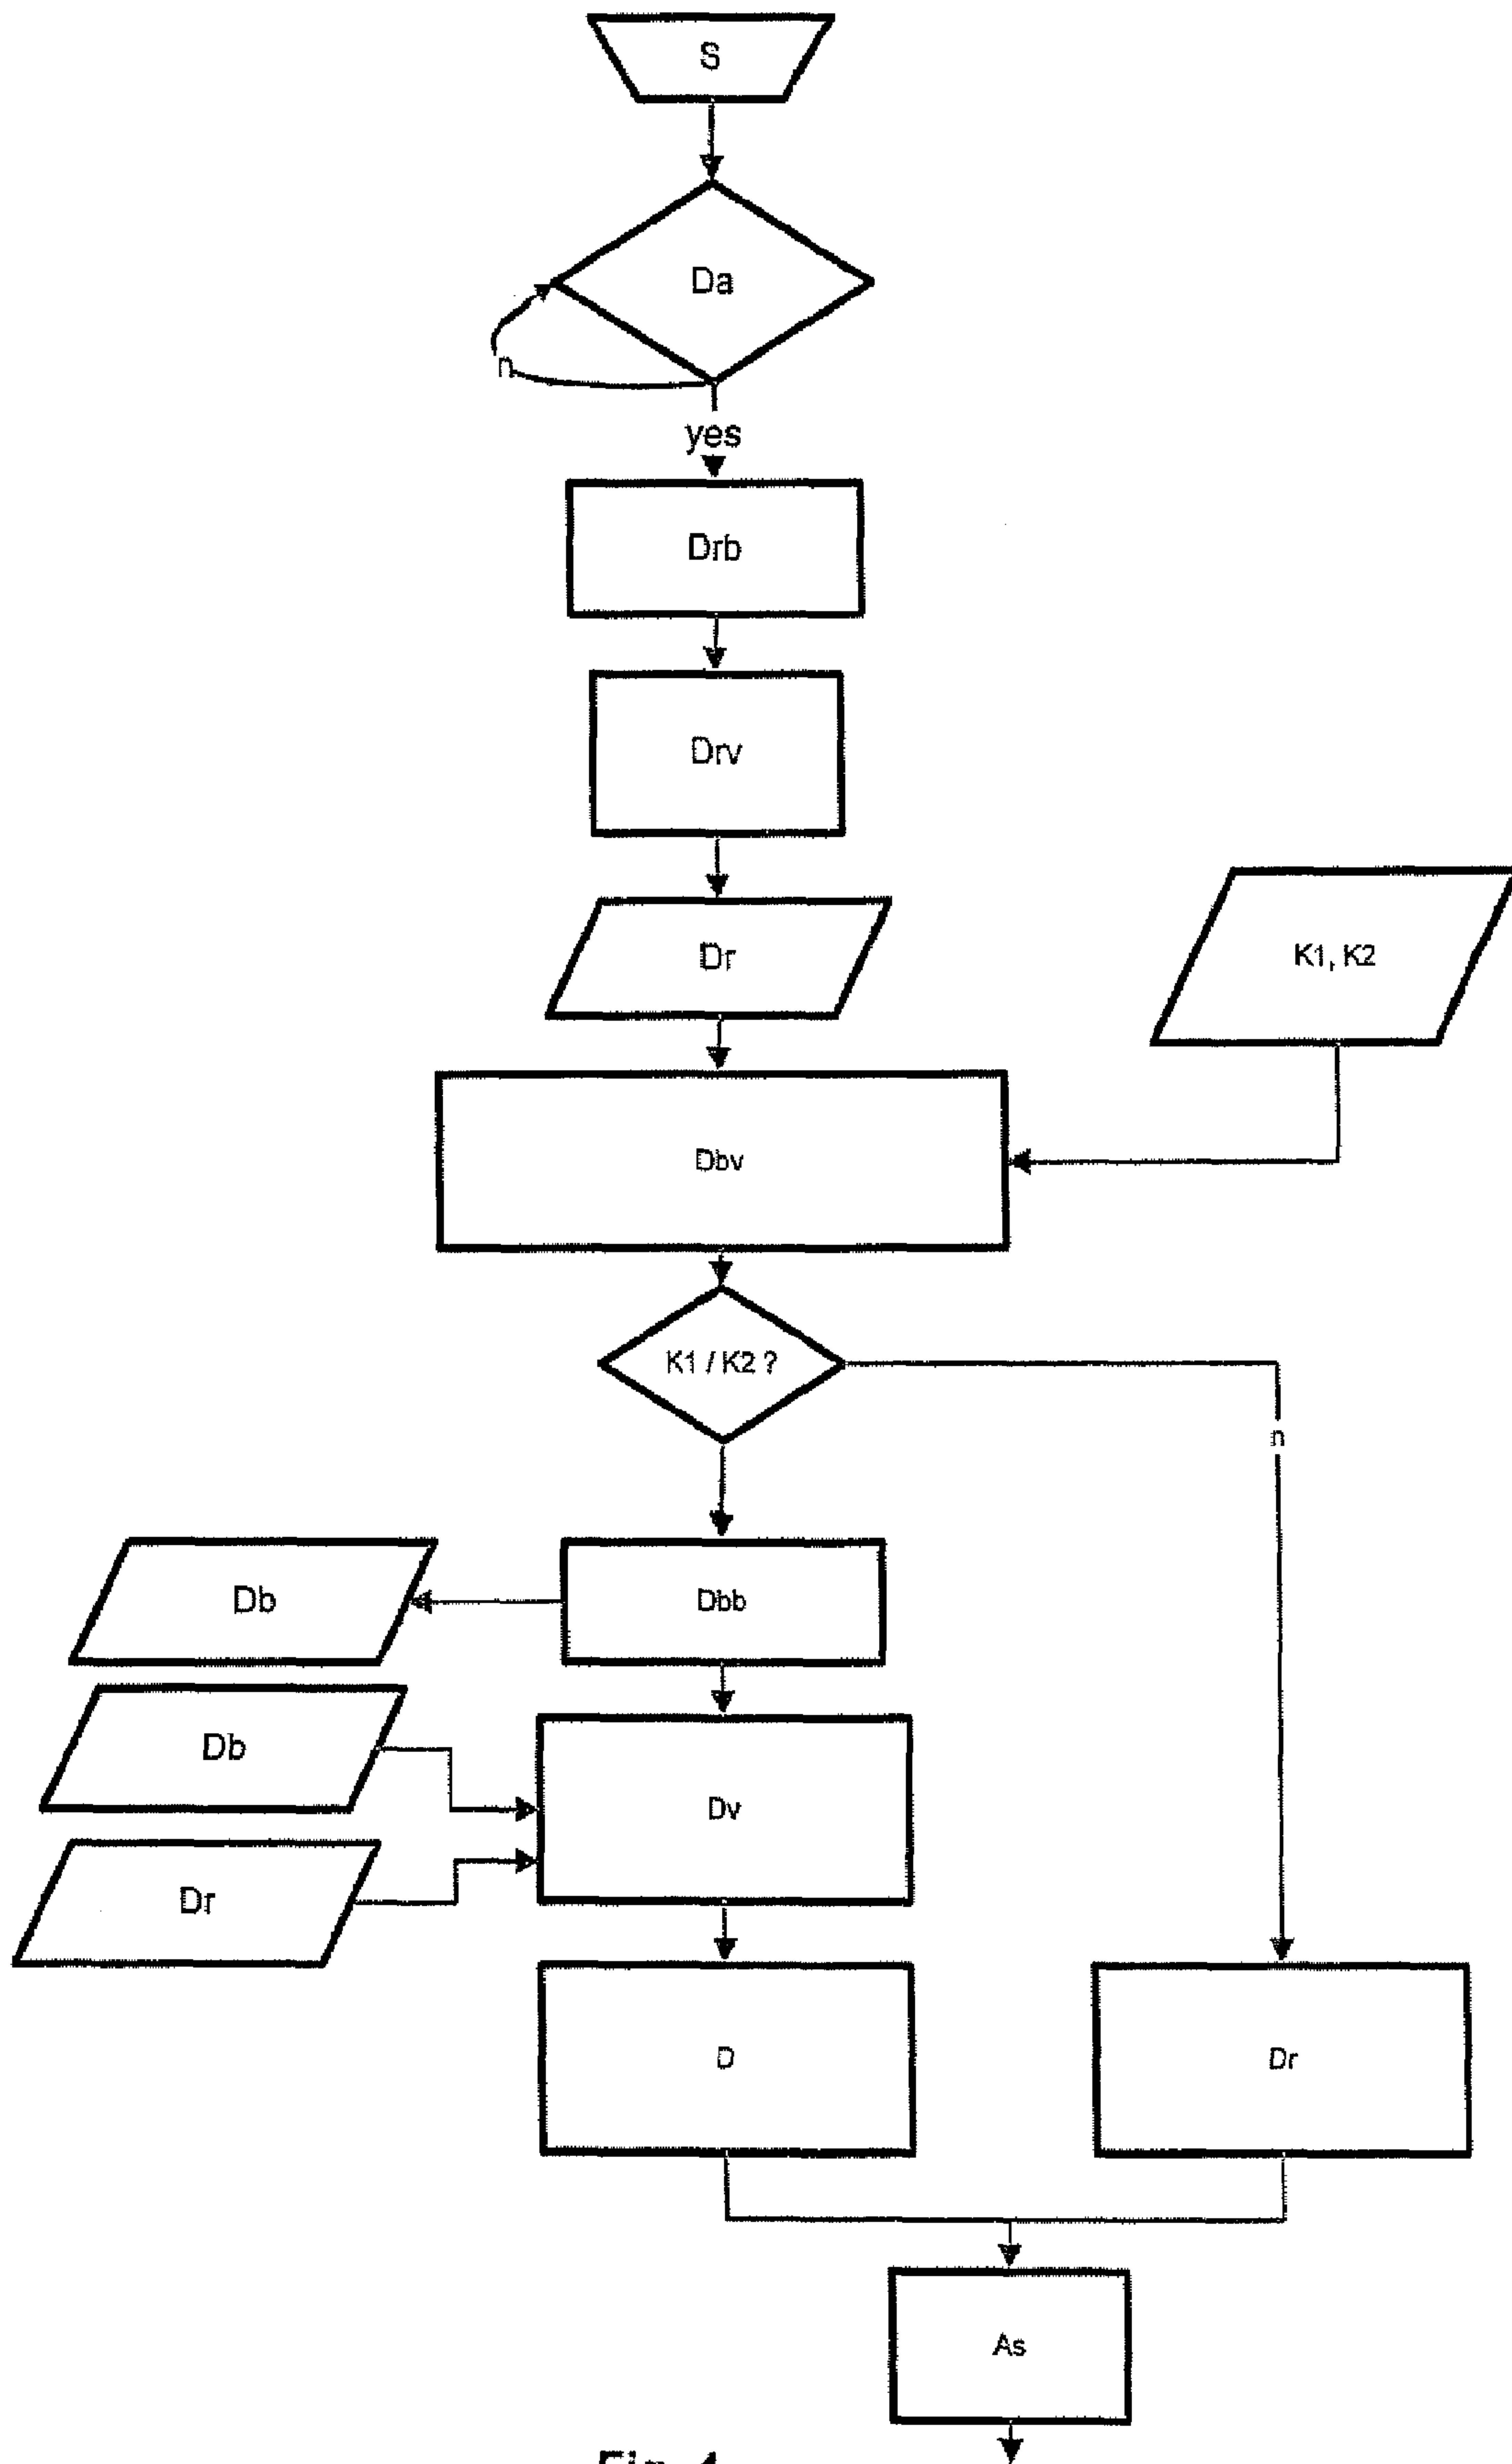 S
Da
n
yes
Drb
Drv
Dr
K1, K2
Dbv
K1 / K2 ?
n
Db
Dbb
Db
Dv
Dr
D
Dr
As